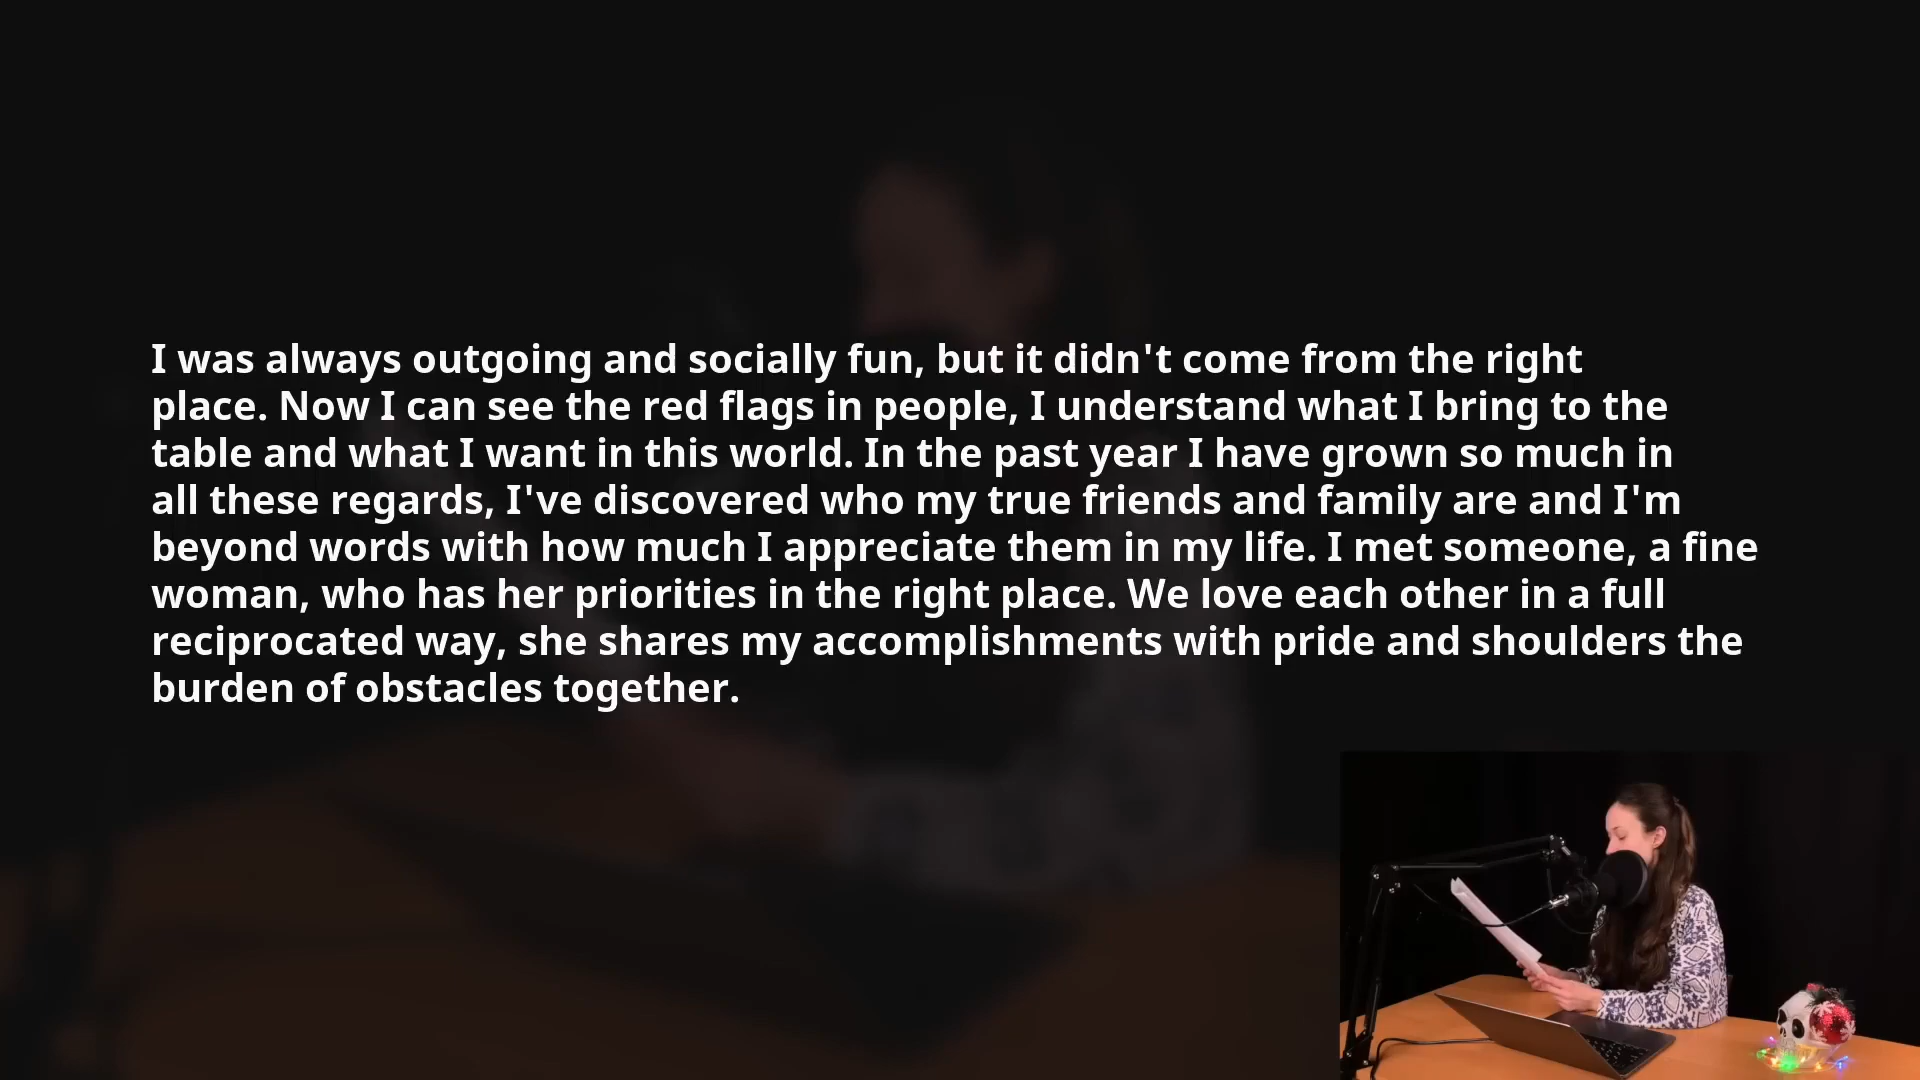 I was always outgoing and socially fun, but it didn't come from the right
place. Now I can see the red flags in people, I understand what I bring to the
table and what I want in this world. In the past year I have grown so much in
all these regards, I've discovered who my true friends and family are and I'm
beyond words with how much I appreciate them in my life. I met someone, a fine
woman, who has her priorities in the right place. We love each other in a full
reciprocated way, she shares my accomplishments with pride and shoulders the
burden of obstacles together.